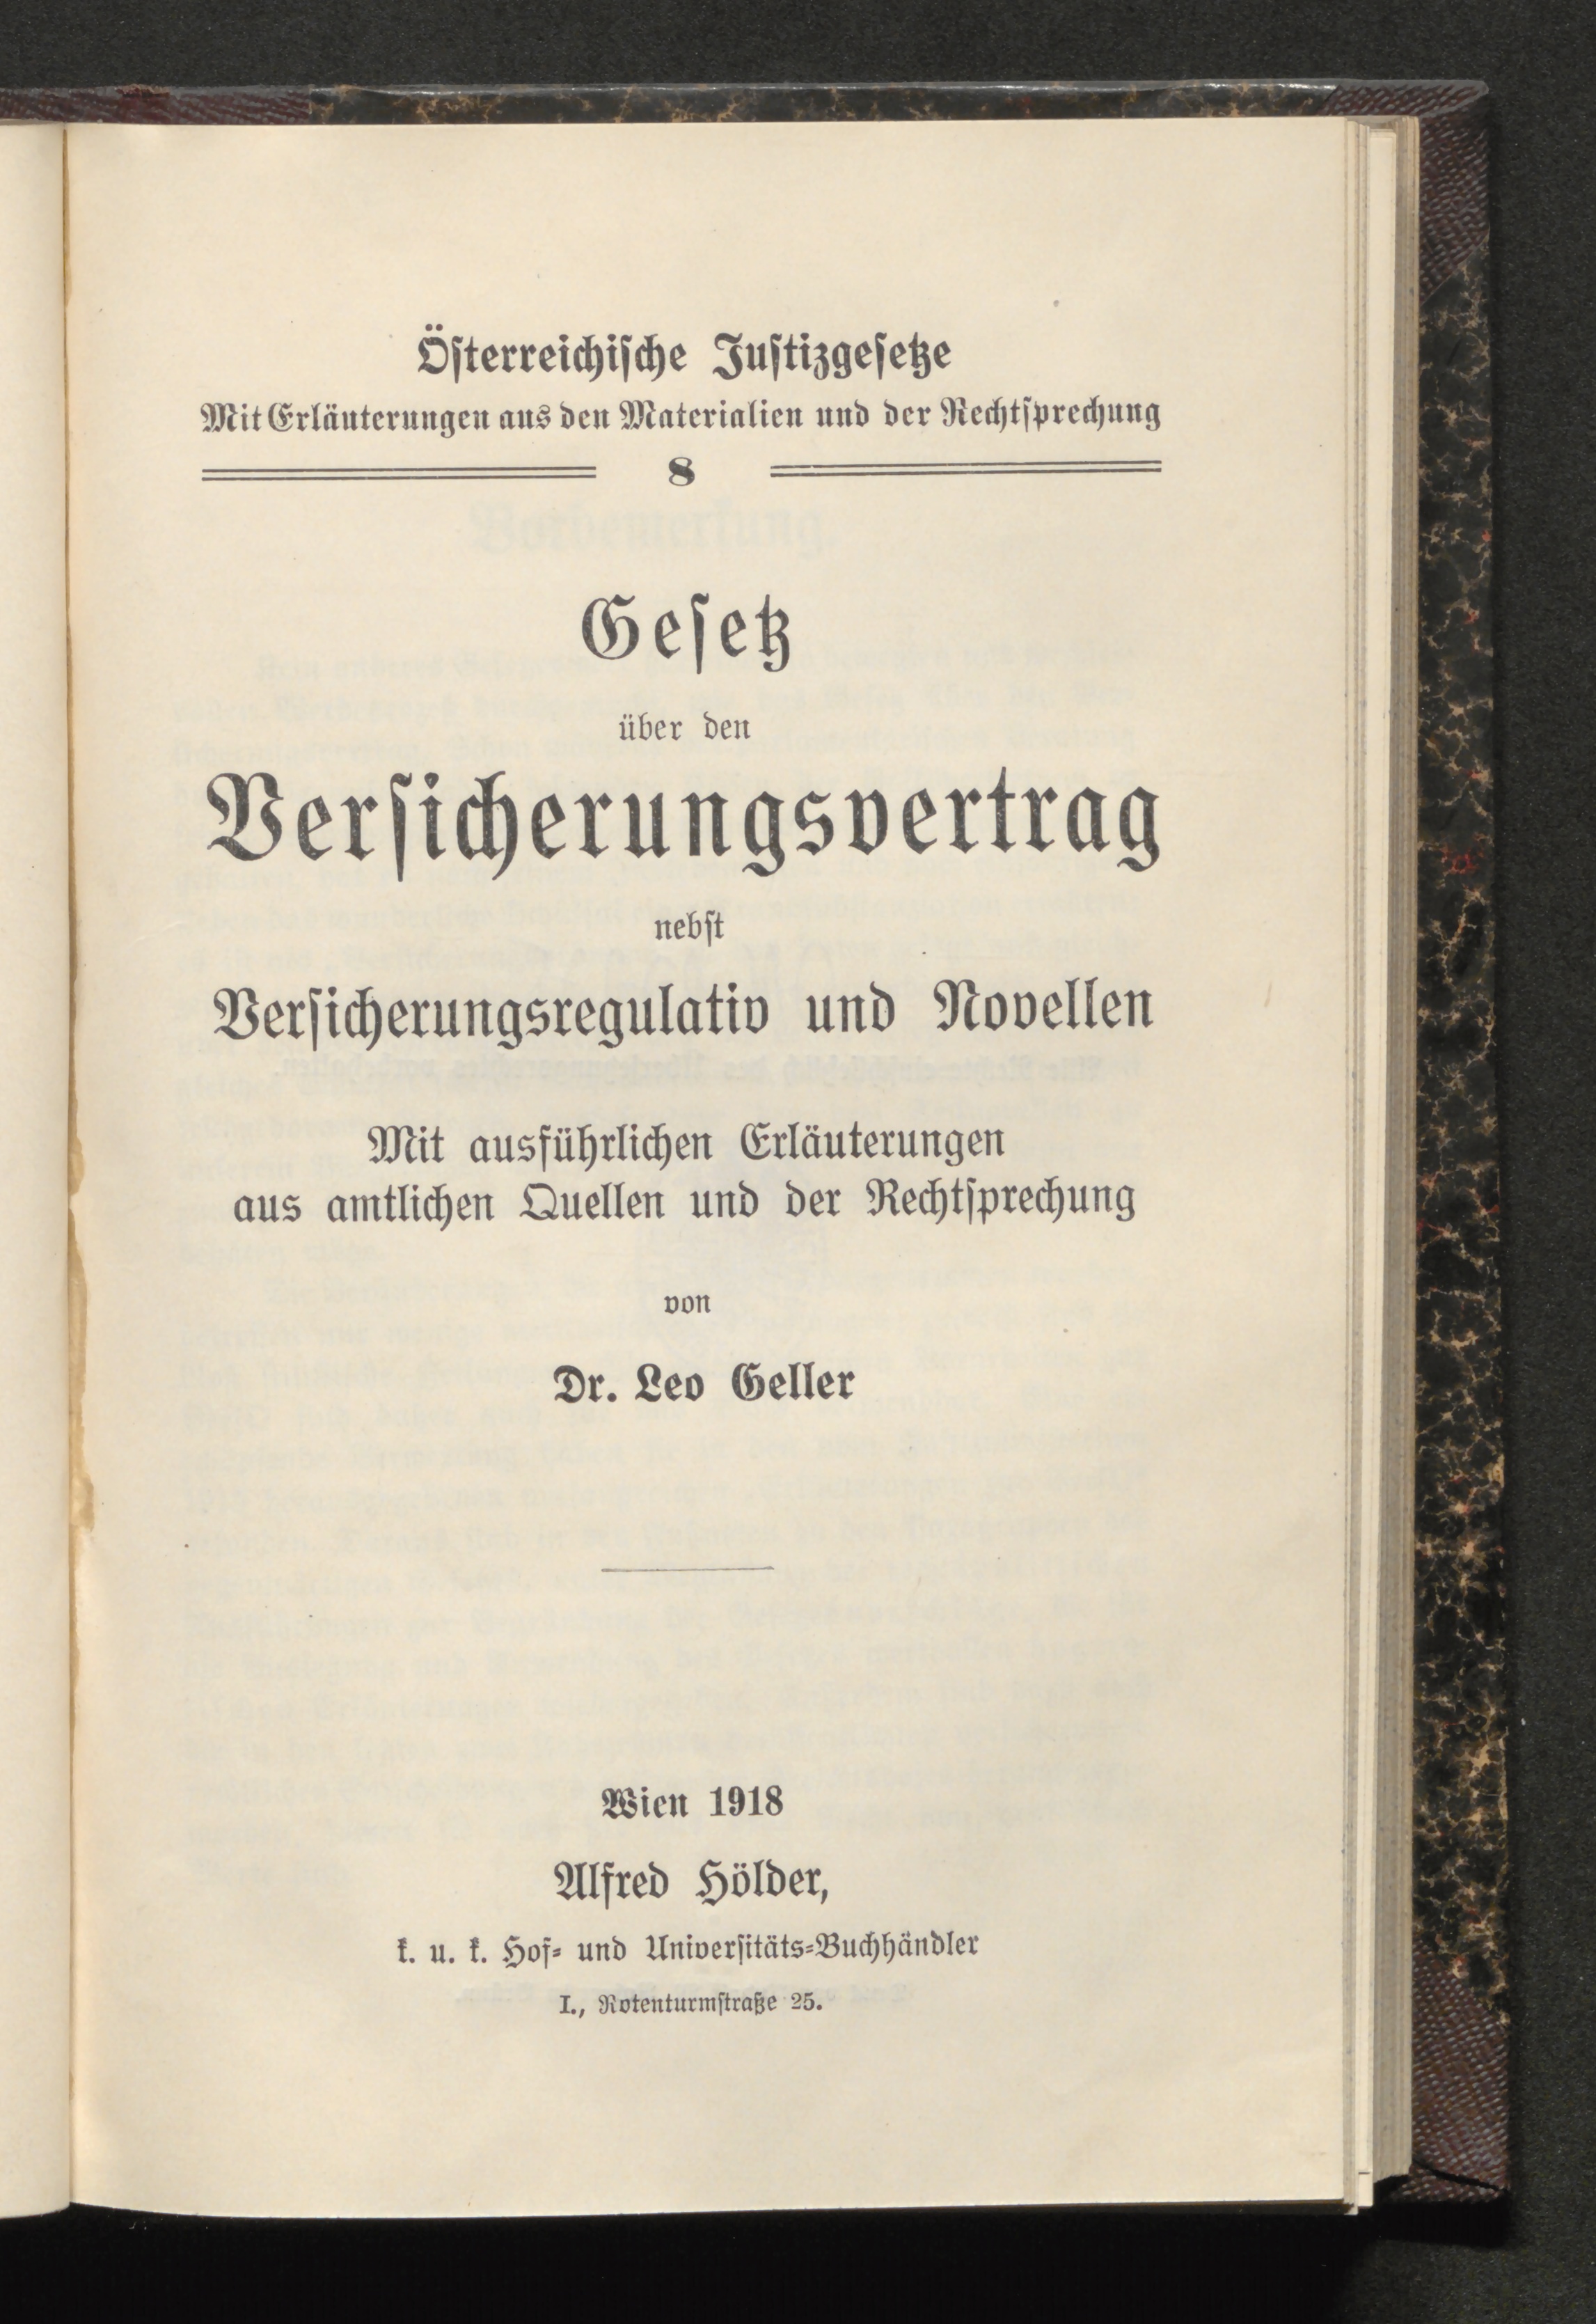 Österreichische Justizgesetze
Mit Erläuterungen aus den Materialien und der Rechtsprechung
8
Gesetz
über den
Versicherungsvertrag
nebst
Versicherungsregulativ und Novellen
Mit ausführlichen Erläuterungen
aus amtlichen Quellen und der Rechtsprechung
von
Dr. Leo Geller
Wien 1918
Alfred Hölder,
k. u. k. Hof- und Universitäts-Buchhändler
I., Rotenturmstraße 25.